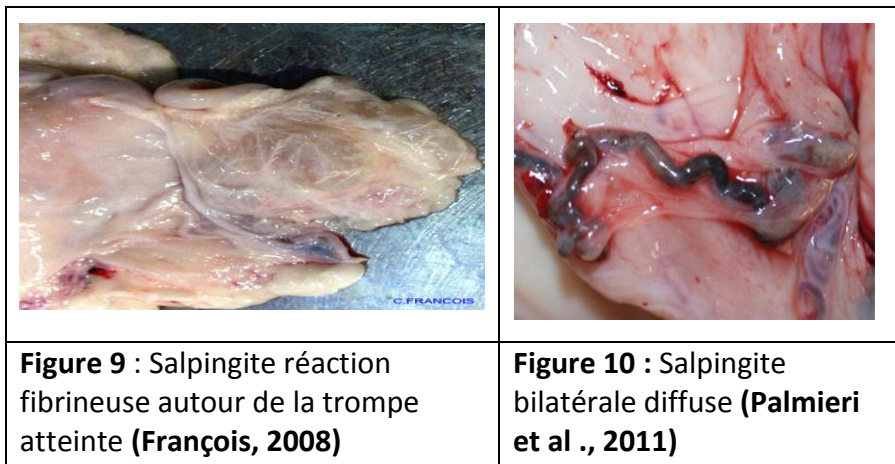 C.FRANCOIS
Figure 9 : Salpingite réaction
fibrineuse autour de la trompe
atteinte (François, 2008)
Figure 10 : Salpingite
bilatérale diffuse (Palmieri
et al ., 2011)